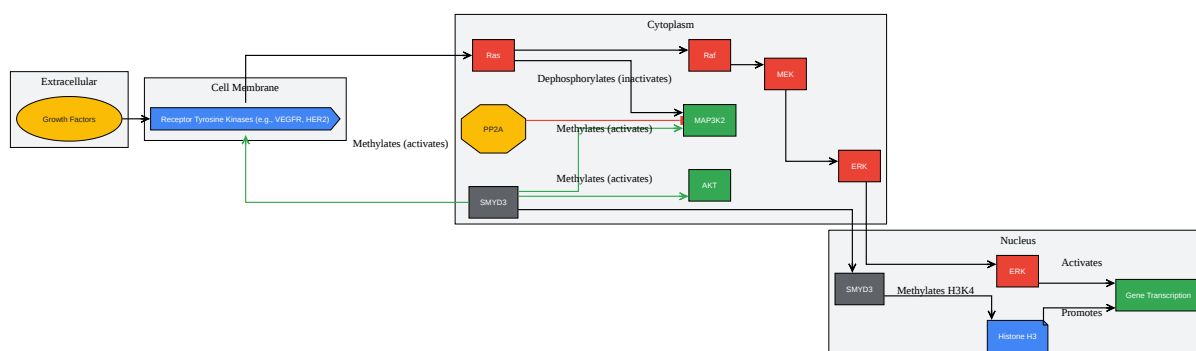 Cytoplasm
Extracellular
Growth Factors
Cell Membrane
Receptor Tyrosine Kinases (e.g., VEGFR, HER2)
Ras
Raf
MEK
Dephosphorylates (inactivates)
MAP3K2
PP2A
Methylates (activates)
Methylates (activates)
ERK
Methylates (activates)
AKT
SMYD3
Nucleus
ERK
Activates
SMYD3
Methylates H3K4
Gene Transcription
Promotes
Histone H3